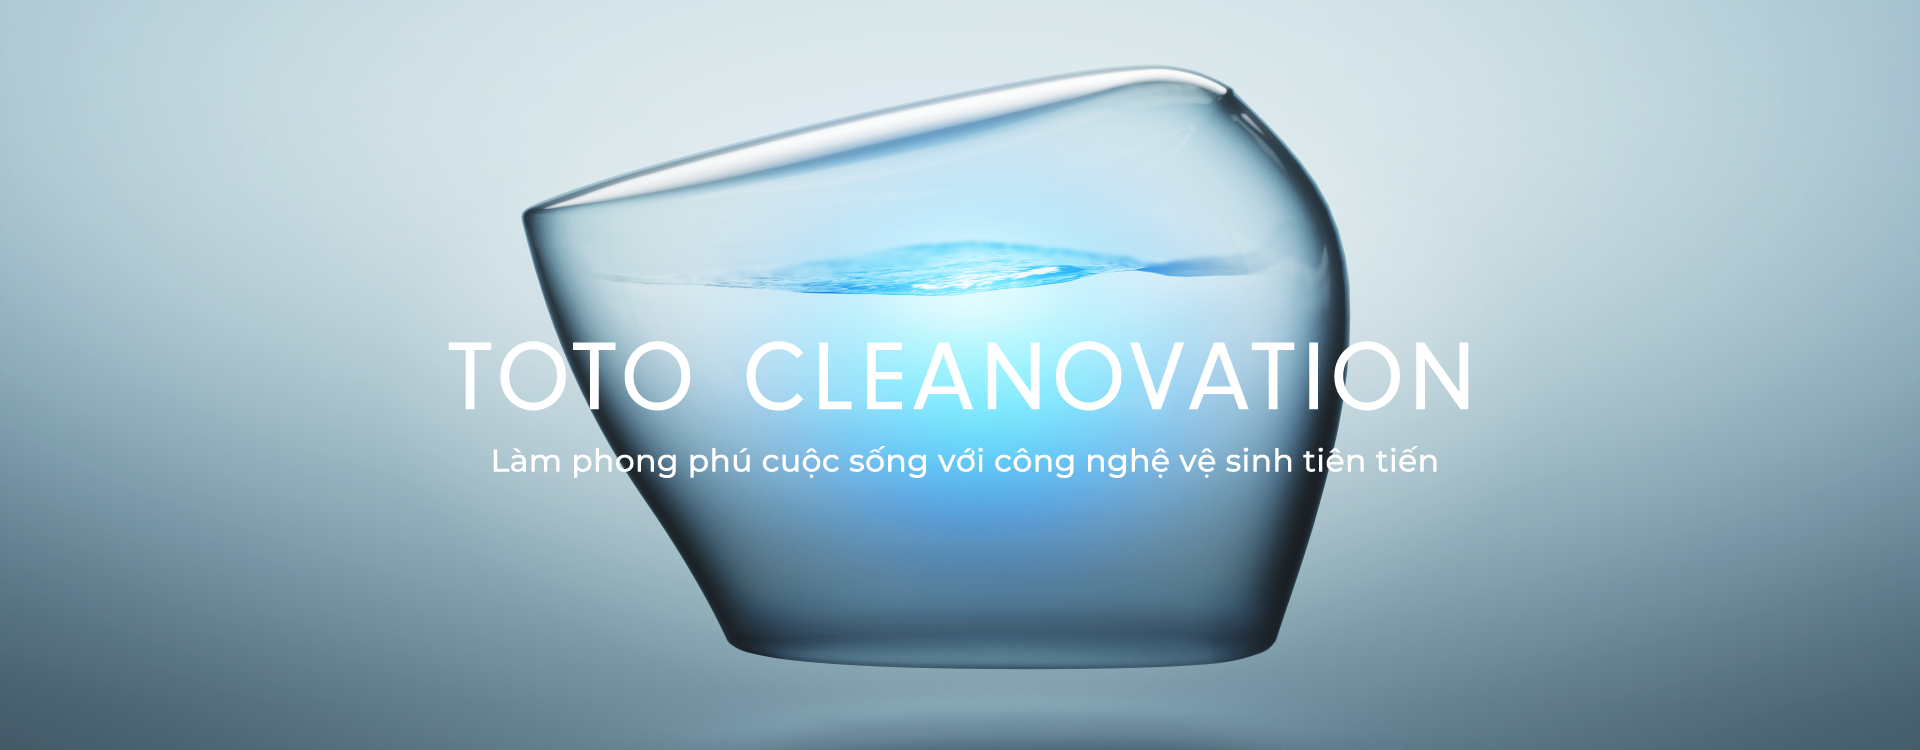 TOTO CLEANOVATION
Làm phong phú cuộc sống với công nghệ vệ sinh tiên tiến